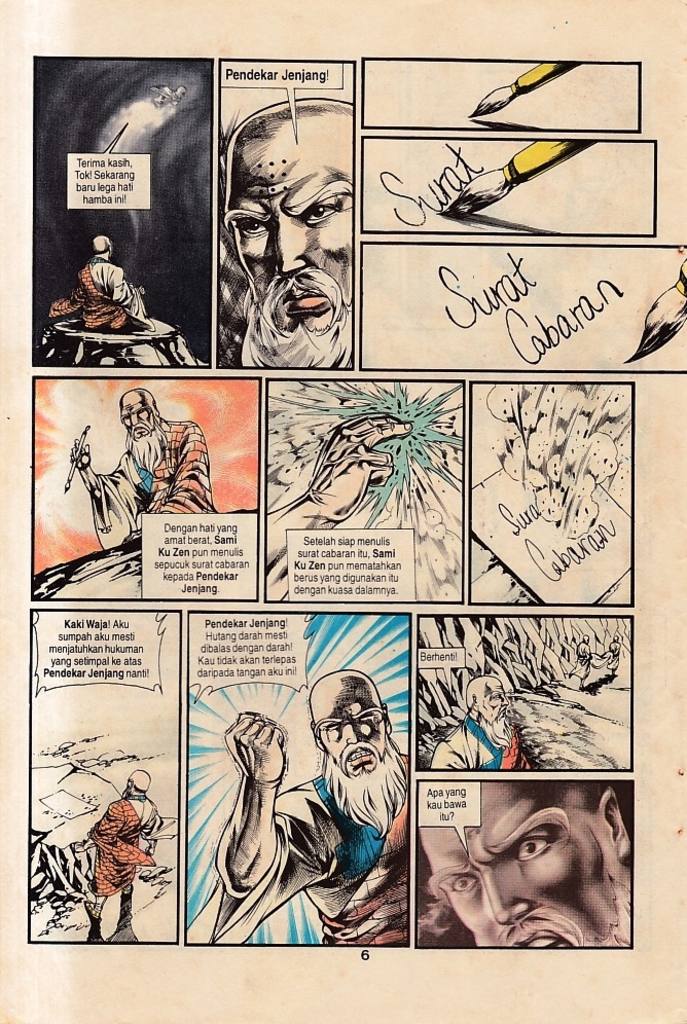 Terima kasih,
Tok! Sekarang
baru lega hati
hamba ini!
Pendekar Jenjang!
Surat
Surat
Cabaran
Dengan hati yang
amat berat, Sami
Ku Zen pun menulis
sepucuk surat cabaran
kepada Pendekar
Jenjang.
Setelah siap menulis
surat cabaran itu, Sami
Ku Zen pun mematahkan
berus yang digunakan itu
dengan kuasa dalamnya.
Sura
Cabaran
Kaki Waja! Aku
sumpah aku mesti
menjatuhkan hukuman
yang setimpal ke atas
Pendekar Jenjang nanti!
Pendekar Jenjang!
Hutang darah mesti
dibalas dengan darah!
Kau tidak akan terlepas
daripada tangan aku ini!
Berhenti!
Apa yang
kau bawa
itu?
6